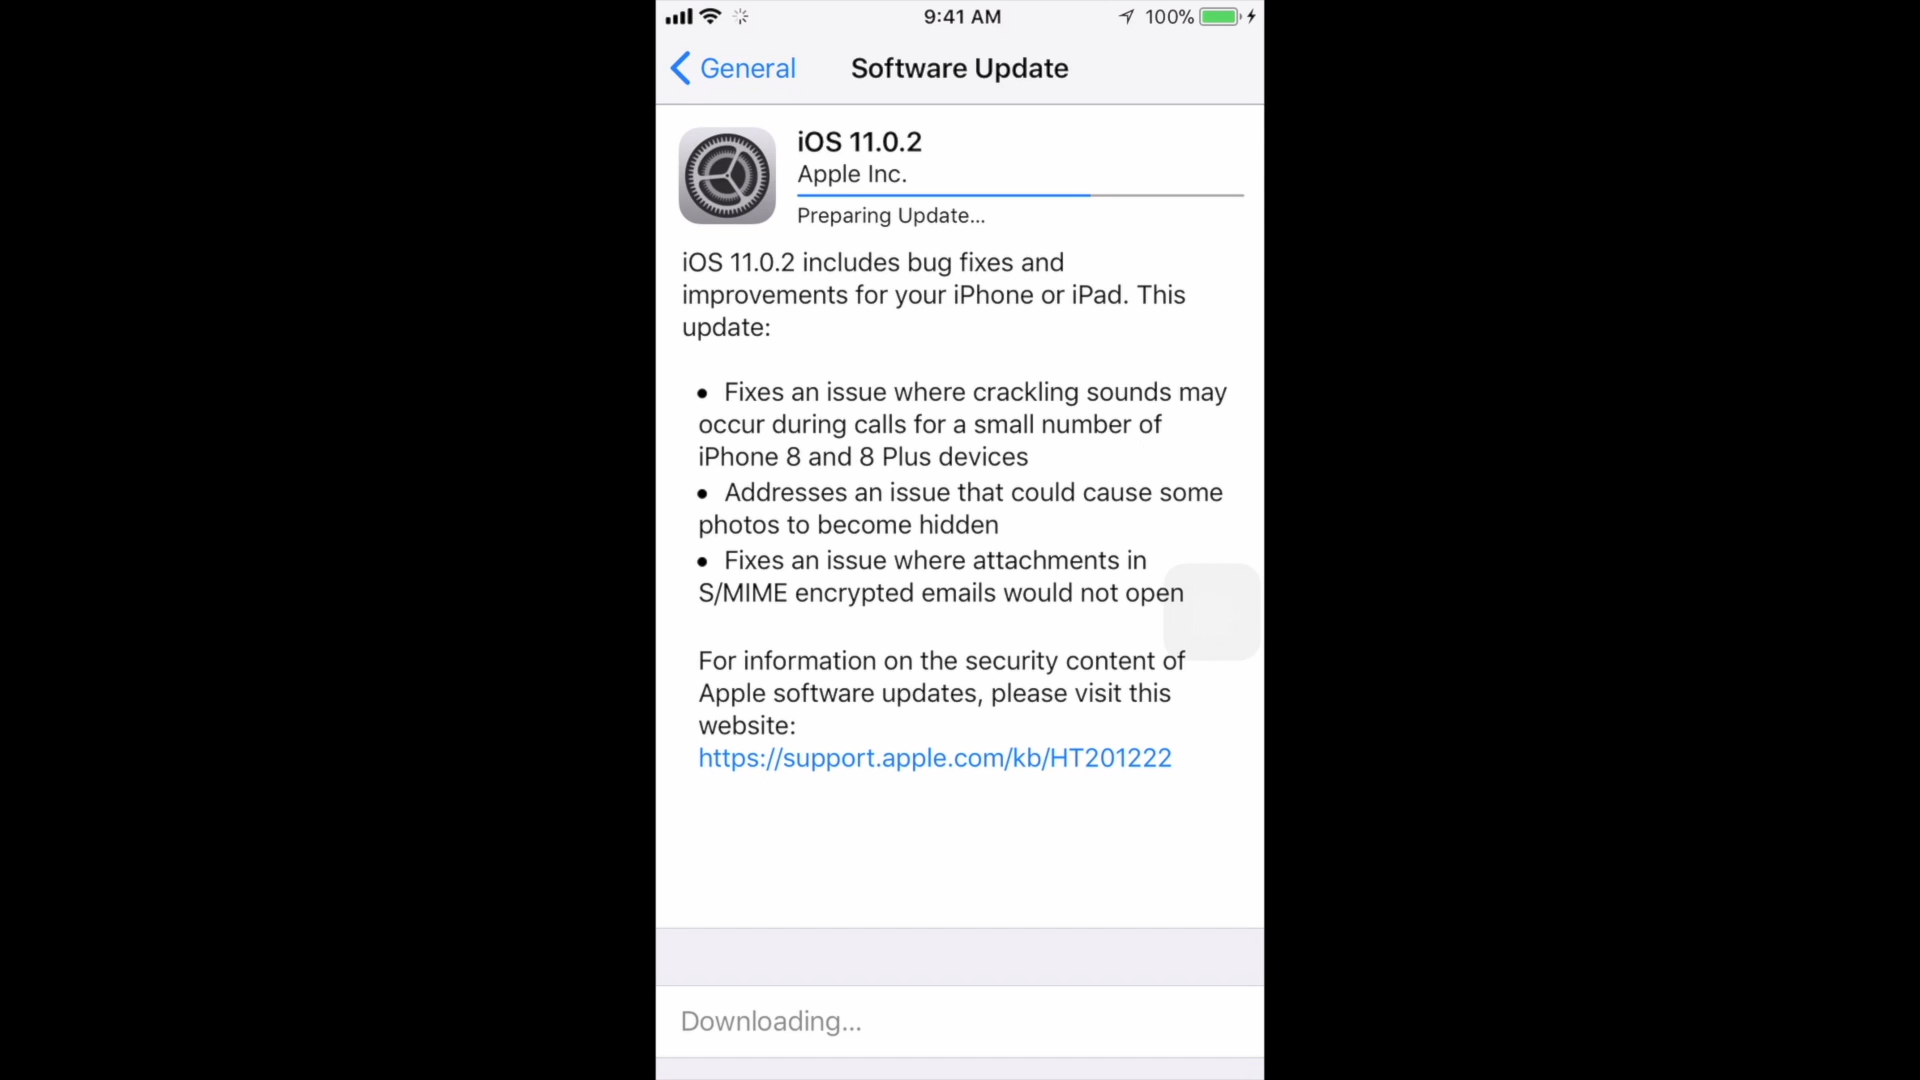 9:41 AM
100%
General
Software Update
iOS 11.0.2
Apple Inc.
Preparing Update...
iOS 11.0.2 includes bug fixes and
improvements for your iPhone or iPad. This
update:
• Fixes an issue where crackling sounds may
occur during calls for a small number of
iPhone 8 and 8 Plus devices
• Addresses an issue that could cause some
photos to become hidden
• Fixes an issue where attachments in
S/MIME encrypted emails would not open
For information on the security content of
Apple software updates, please visit this
website:
https://support.apple.com/kb/HT201222
Downloading...